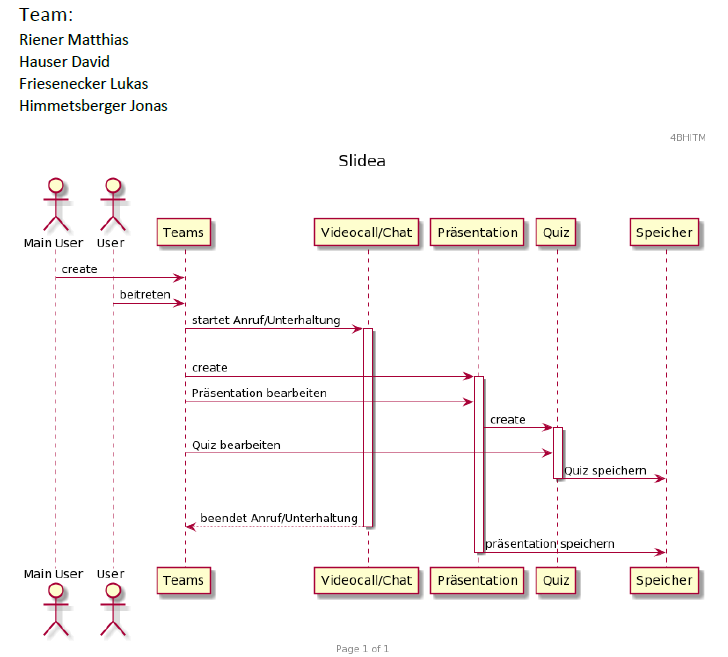 Team:
Riener Matthias
Hauser David
Friesenecker Lukas
Himmetsberger Jonas
4BHITM
Slidea
Main User User Teams Videocall/Chat Präsentation Quiz Speicher
create
beitreten
startet Anruf/Unterhaltung
create
Präsentation bearbeiten
create
Quiz bearbeiten
Quiz speichern
beendet Anruf/Unterhaltung
präsentation speichern
Main User User Teams Videocall/Chat Präsentation Quiz Speicher
Page 1 of 1